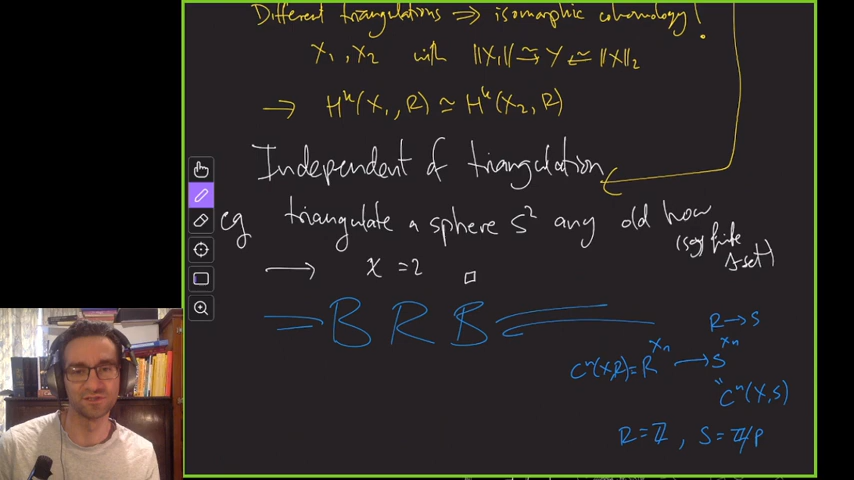 Different triangulations ⇒ isomorphic cohomology!
X₁, X₂ with ||X₁|| ≃→ Y ←≃ ||X||₂
→ Hᵏ(X₁, R) ≃ Hᵏ(X₂, R)
Independent of triangulation
eg triangulate a sphere S² any old how
(say finite
Δ-set)
→ χ = 2 □
= BRB =
R → S
Cⁿ(X,R) = R^Xₙ → S^Xₙ
"Cⁿ(X,S)
R = ℤ, S = ℤ/p